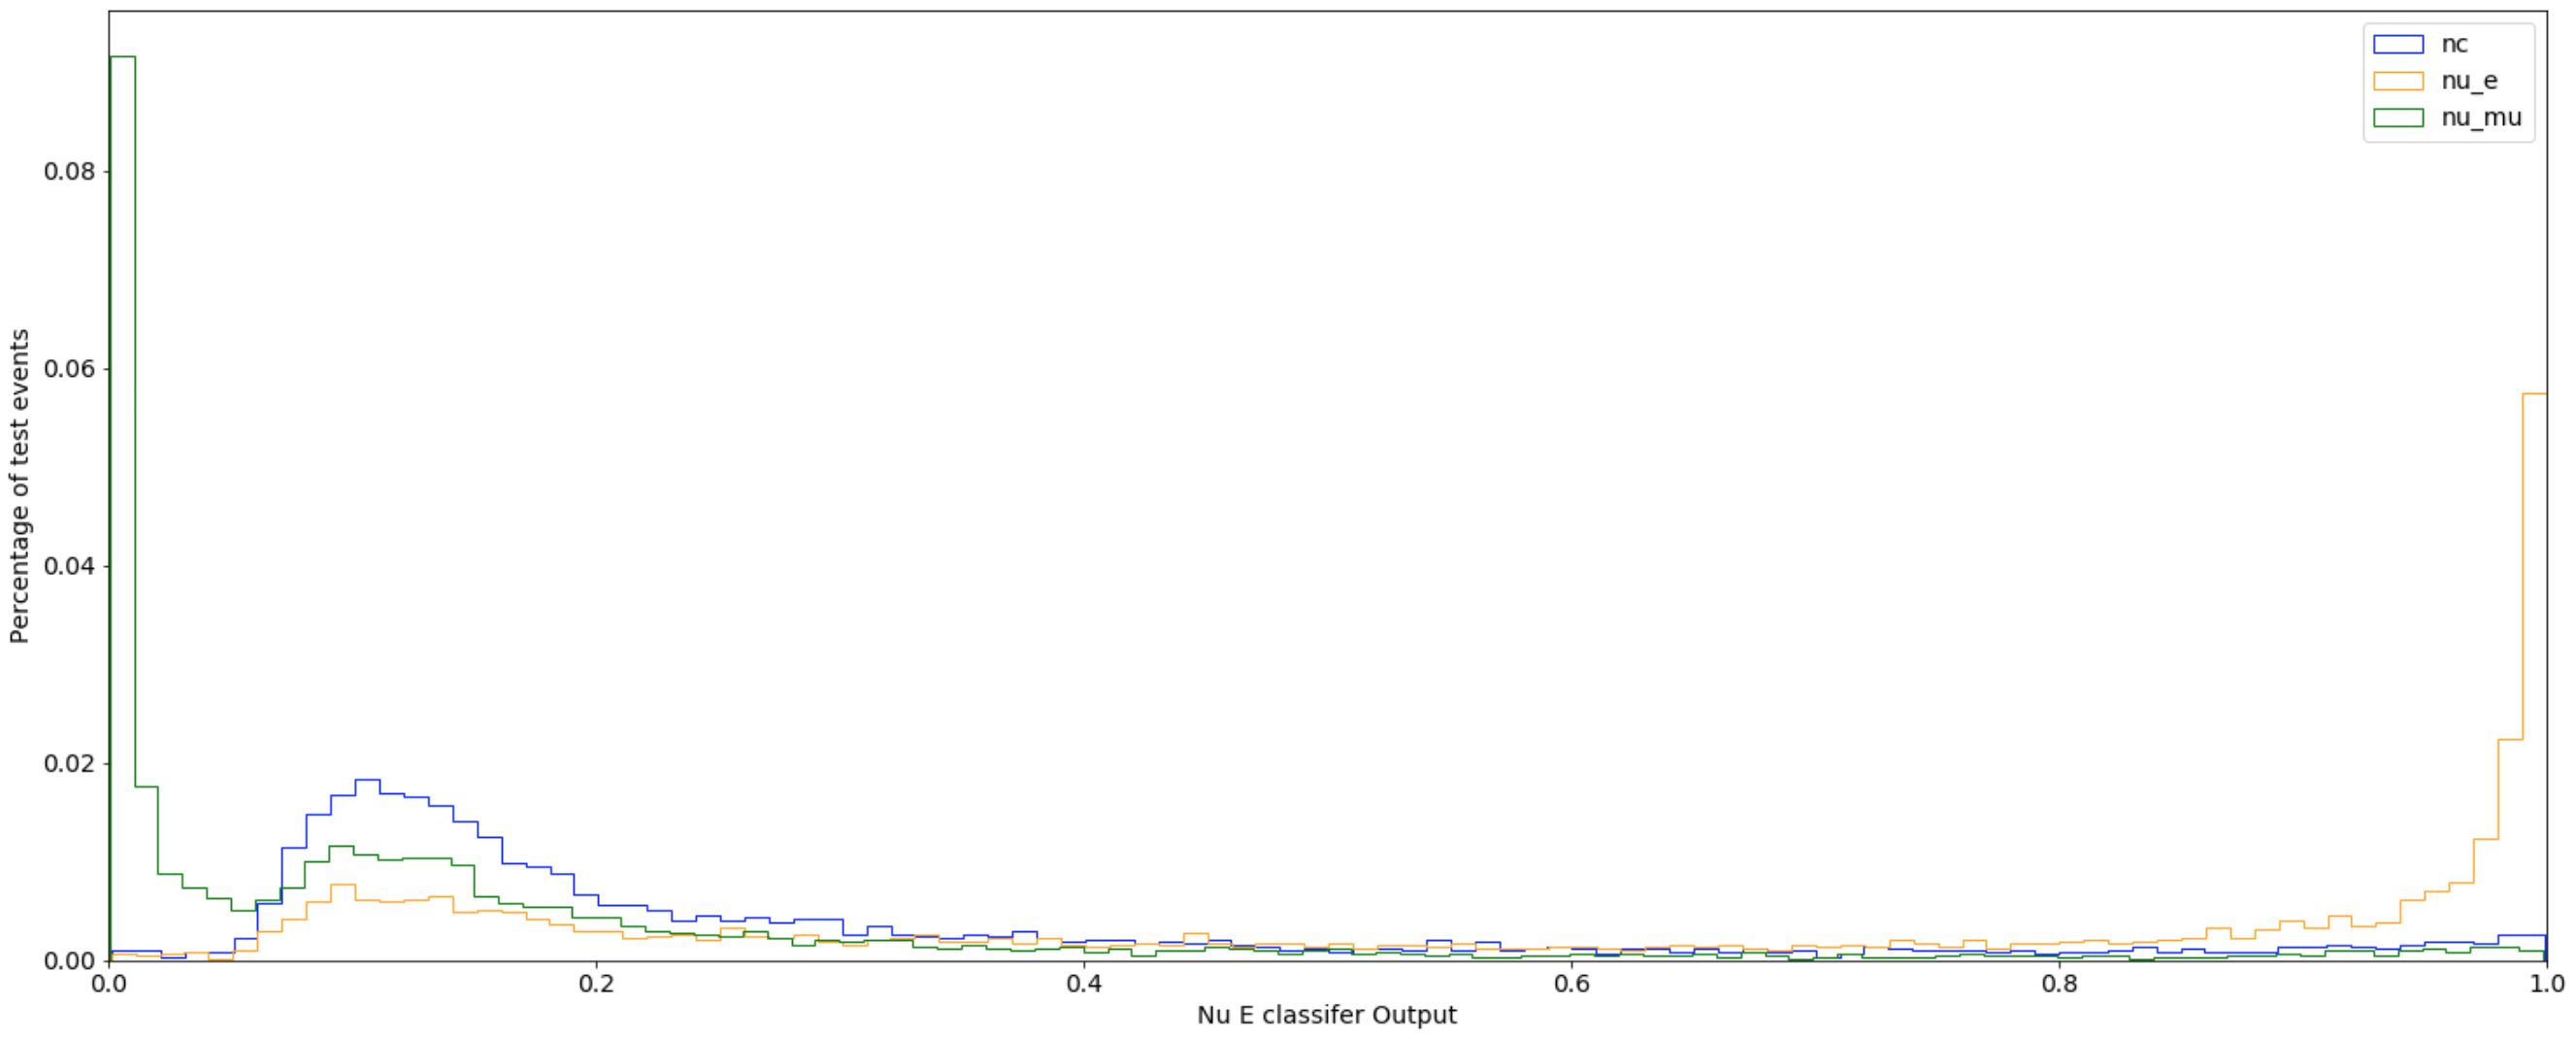 nc
nu_e
nu_mu
Percentage of test events
0.08
0.06
0.04
0.02
0.00
0.0 0.2 0.4 0.6 0.8 1.0
Nu E classifer Output